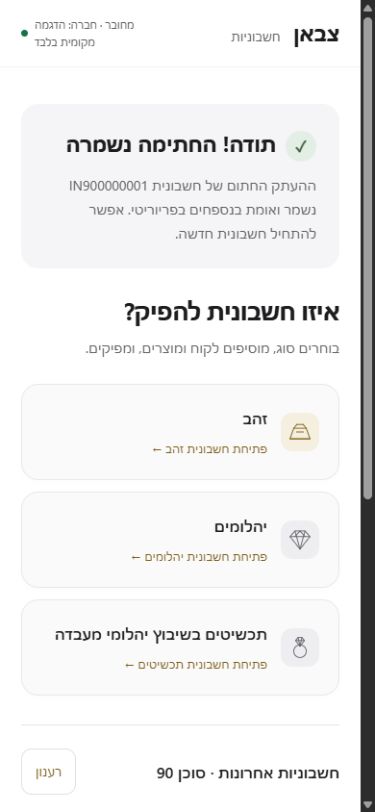 צבאן חשבוניות
מחובר · חברה: הדגמה
מקומית בלבד
תודה! החתימה נשמרה
ההעתק החתום של חשבונית IN900000001
נשמר ואומת בנספחים בפריוריטי. אפשר
להתחיל חשבונית חדשה.
איזו חשבונית להפיק?
בוחרים סוג, מוסיפים לקוח ומוצרים, ומפיקים.
זהב
פתיחת חשבונית זהב ←
יהלומים
פתיחת חשבונית יהלומים ←
תכשיטים בשיבוץ יהלומי מעבדה
פתיחת חשבונית תכשיטים ←
חשבוניות אחרונות · סוכן 90
רענון